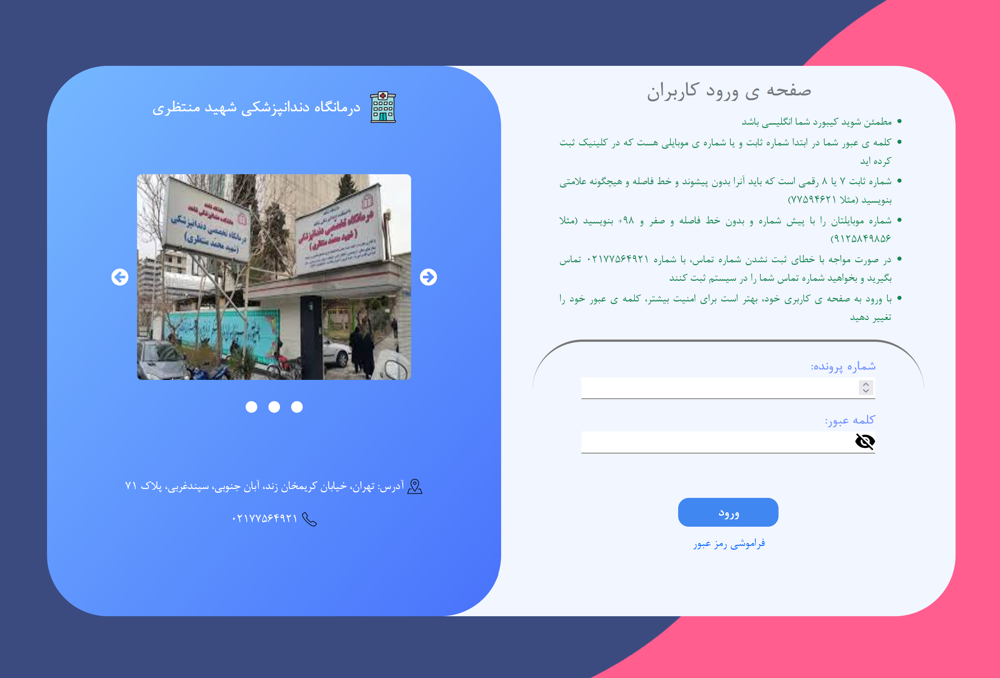 صفحه ی ورود کاربران
مطمئن شوید کیبورد شما انگلیسی باشد
کلمه ی عبور شما در ابتدا شماره ثابت و یا شماره ی موبایلی هست که در کلینیک ثبت
کرده اید
شماره ثابت ۷ یا ۸ رقمی است که باید آنرا بدون پیشوند و خط فاصله و هیچگونه علامتی
بنویسید (مثلا ۷۷۵۹۴۶۲۱)
شماره موبایلتان را با پیش شماره و بدون خط فاصله و صفر و ۹۸+ بنویسید (مثلا
۹۱۲۵۸۴۹۸۵۶)
در صورت مواجه با خطای ثبت نشدن شماره تماس، با شماره ۰۲۱۷۷۵۶۴۹۲۱ تماس
بگیرید و بخواهید شماره تماس شما را در سیستم ثبت کنند
با ورود به صفحه ی کاربری خود، بهتر است برای امنیت بیشتر، کلمه ی عبور خود را
تغییر دهید
شماره پرونده:
کلمه عبور:
ورود
فراموشی رمز عبور
درمانگاه دندانپزشکی شهید منتظری
درمانگاه تخصصی دندانپزشکی
(شهید محمد منتظری)
درمانگاه تخصصی دندانپزشکی
(شهید محمد منتظری)
آدرس: تهران، خیابان کریمخان زند، آبان جنوبی، سپندغربی، پلاک ۷۱
۰۲۱۷۷۵۶۴۹۲۱